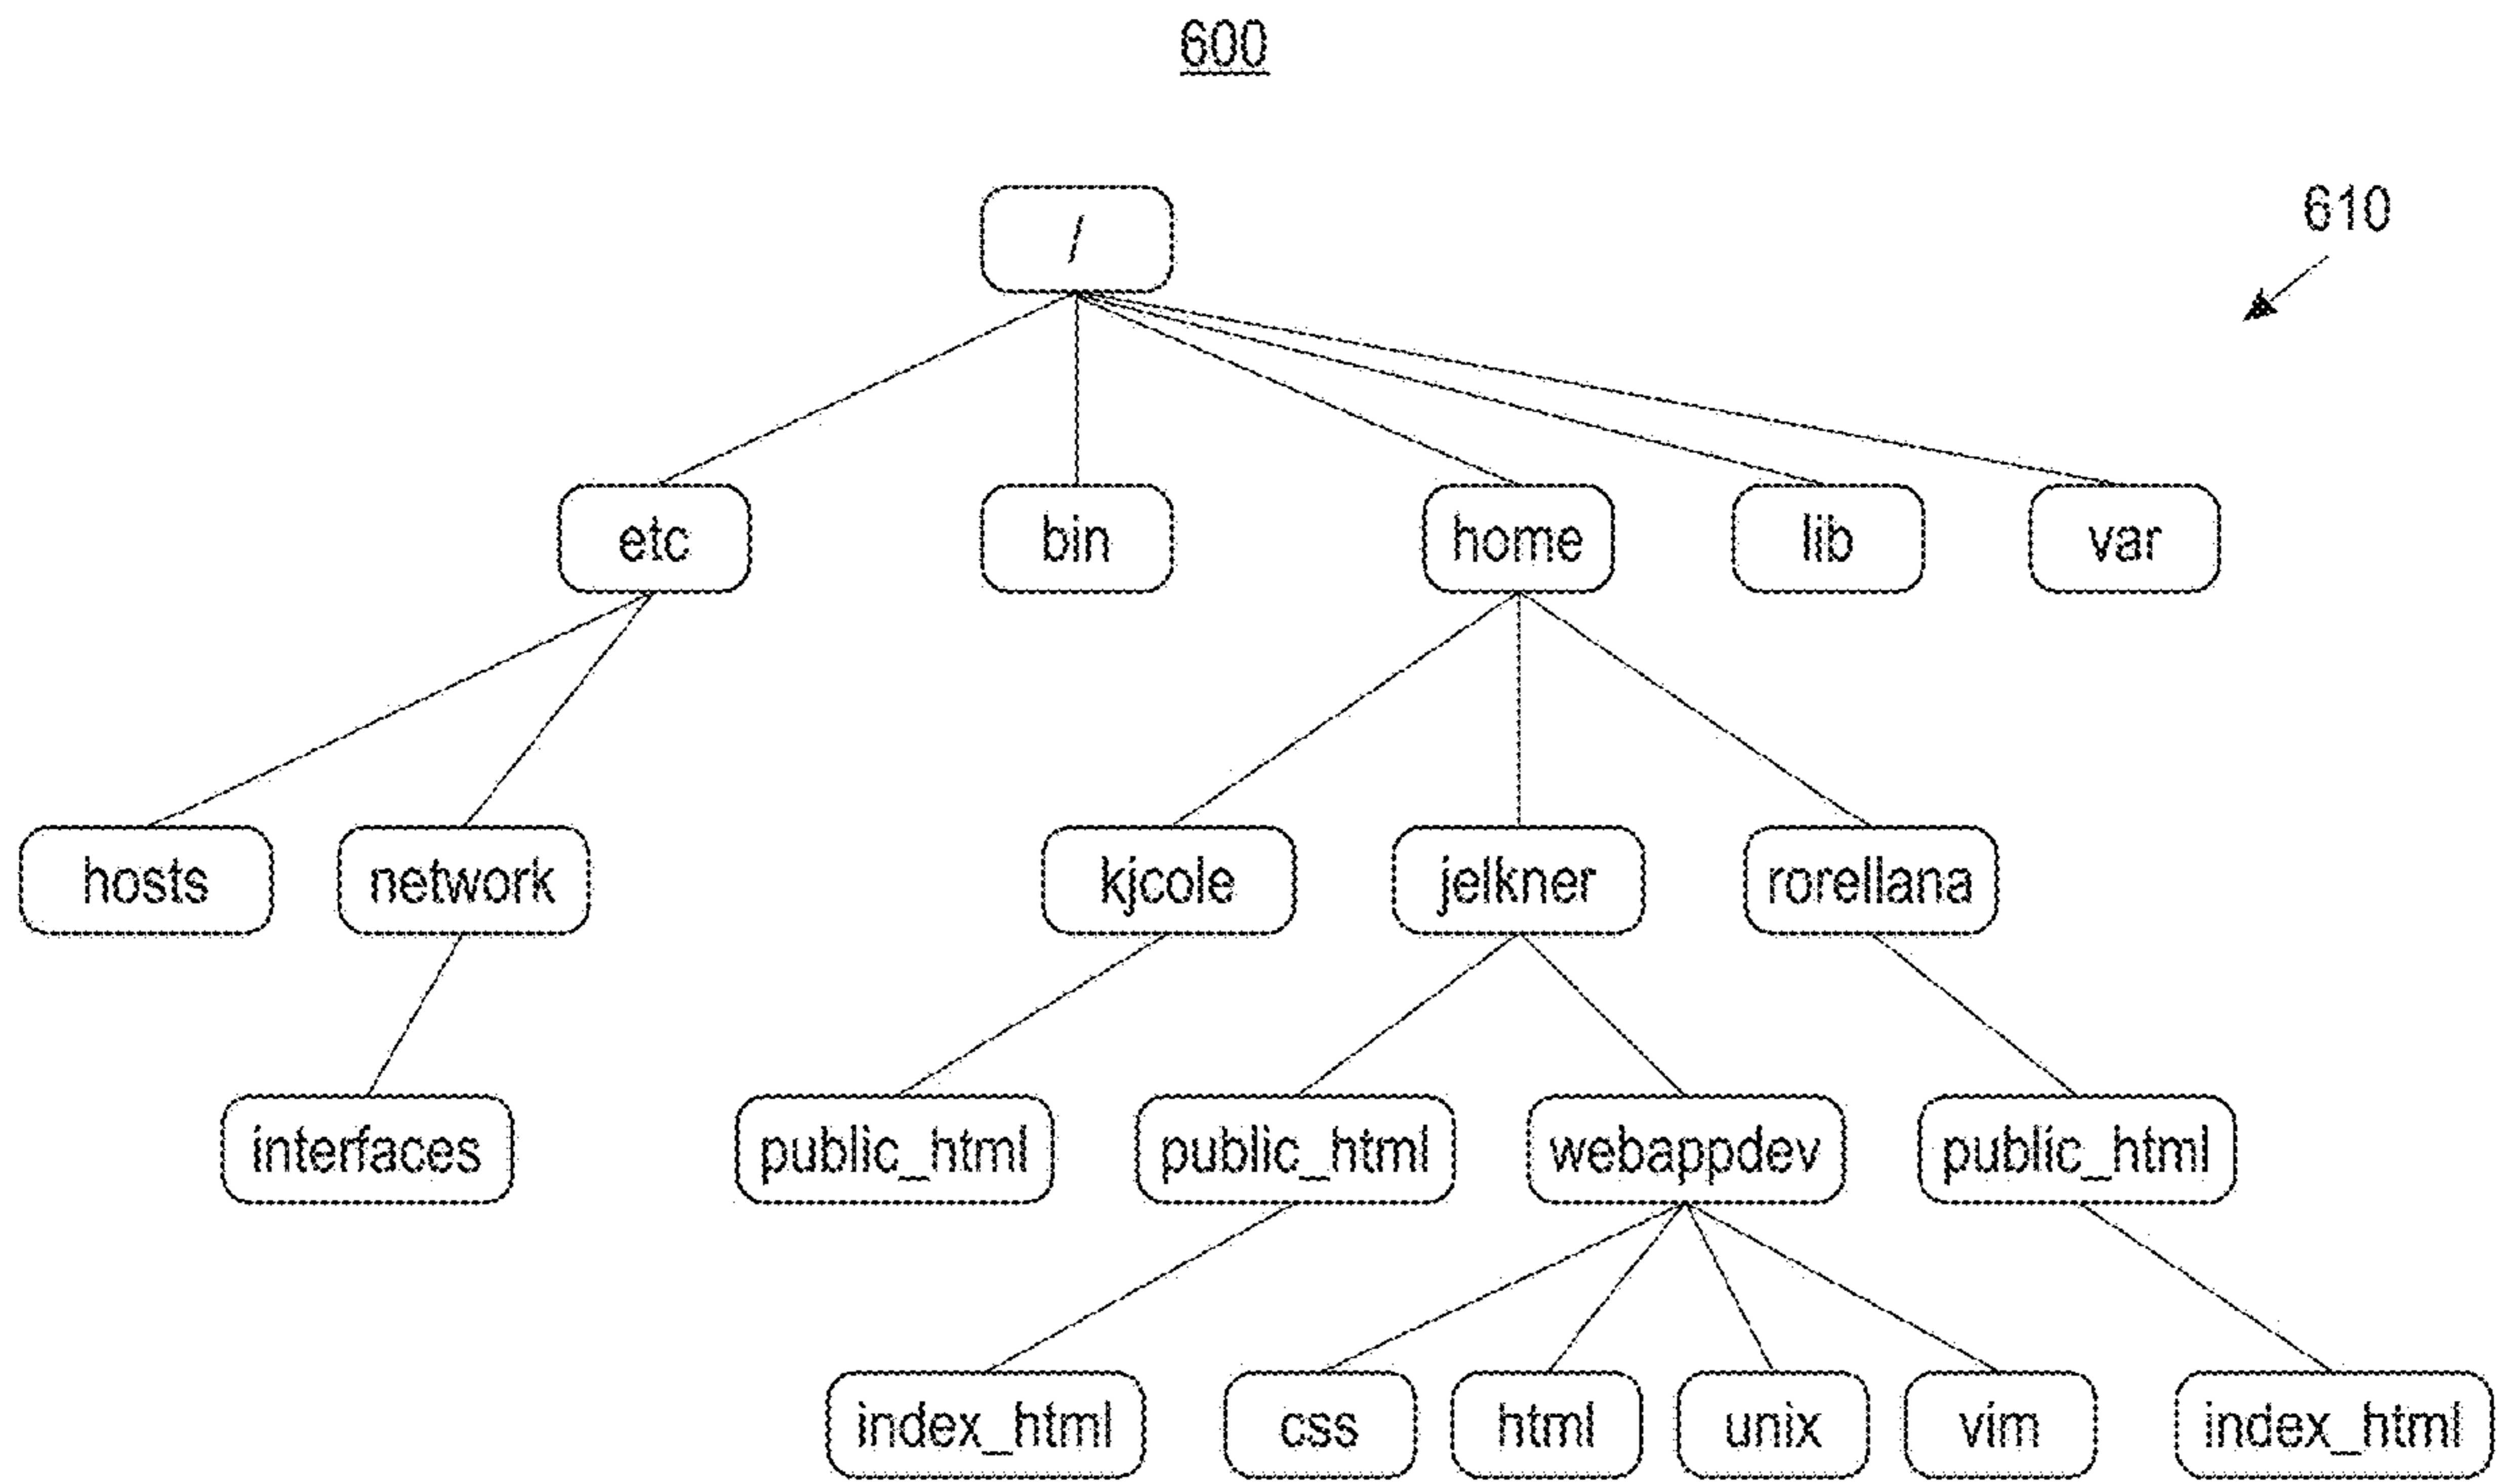 600
610
/
etc bin home lib var
hosts network kjcole jelkner rorellana
interfaces public_html public_html webappdev public_html
index_html css html unix vim index_html